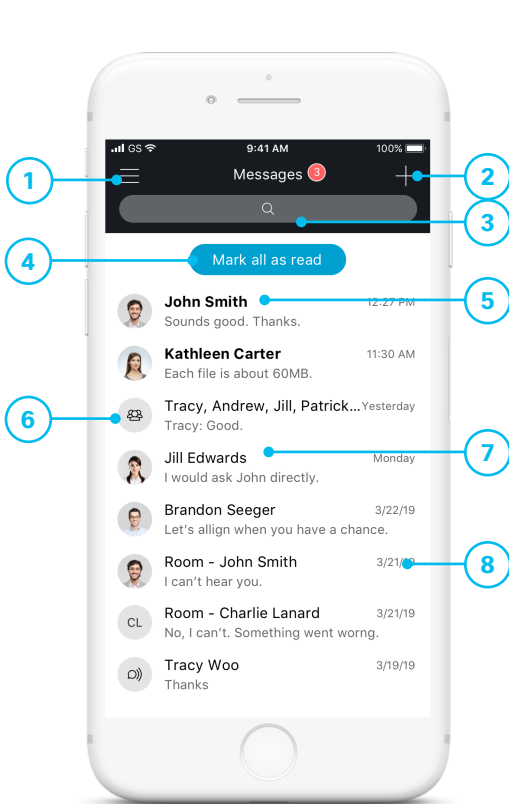 GS
9:41 AM
100%
Messages 3
1
2
3
Mark all as read
4
John Smith
12:27 PM
5
Sounds good. Thanks.
Kathleen Carter
11:30 AM
Each file is about 60MB.
Tracy, Andrew, Jill, Patrick...
Yesterday
6
Tracy: Good.
Jill Edwards
Monday
7
I would ask John directly.
Brandon Seeger
3/22/19
Let's allign when you have a chance.
Room - John Smith
3/21/19
8
I can't hear you.
CL
Room - Charlie Lanard
3/21/19
No, I can't. Something went worng.
Tracy Woo
3/19/19
Thanks